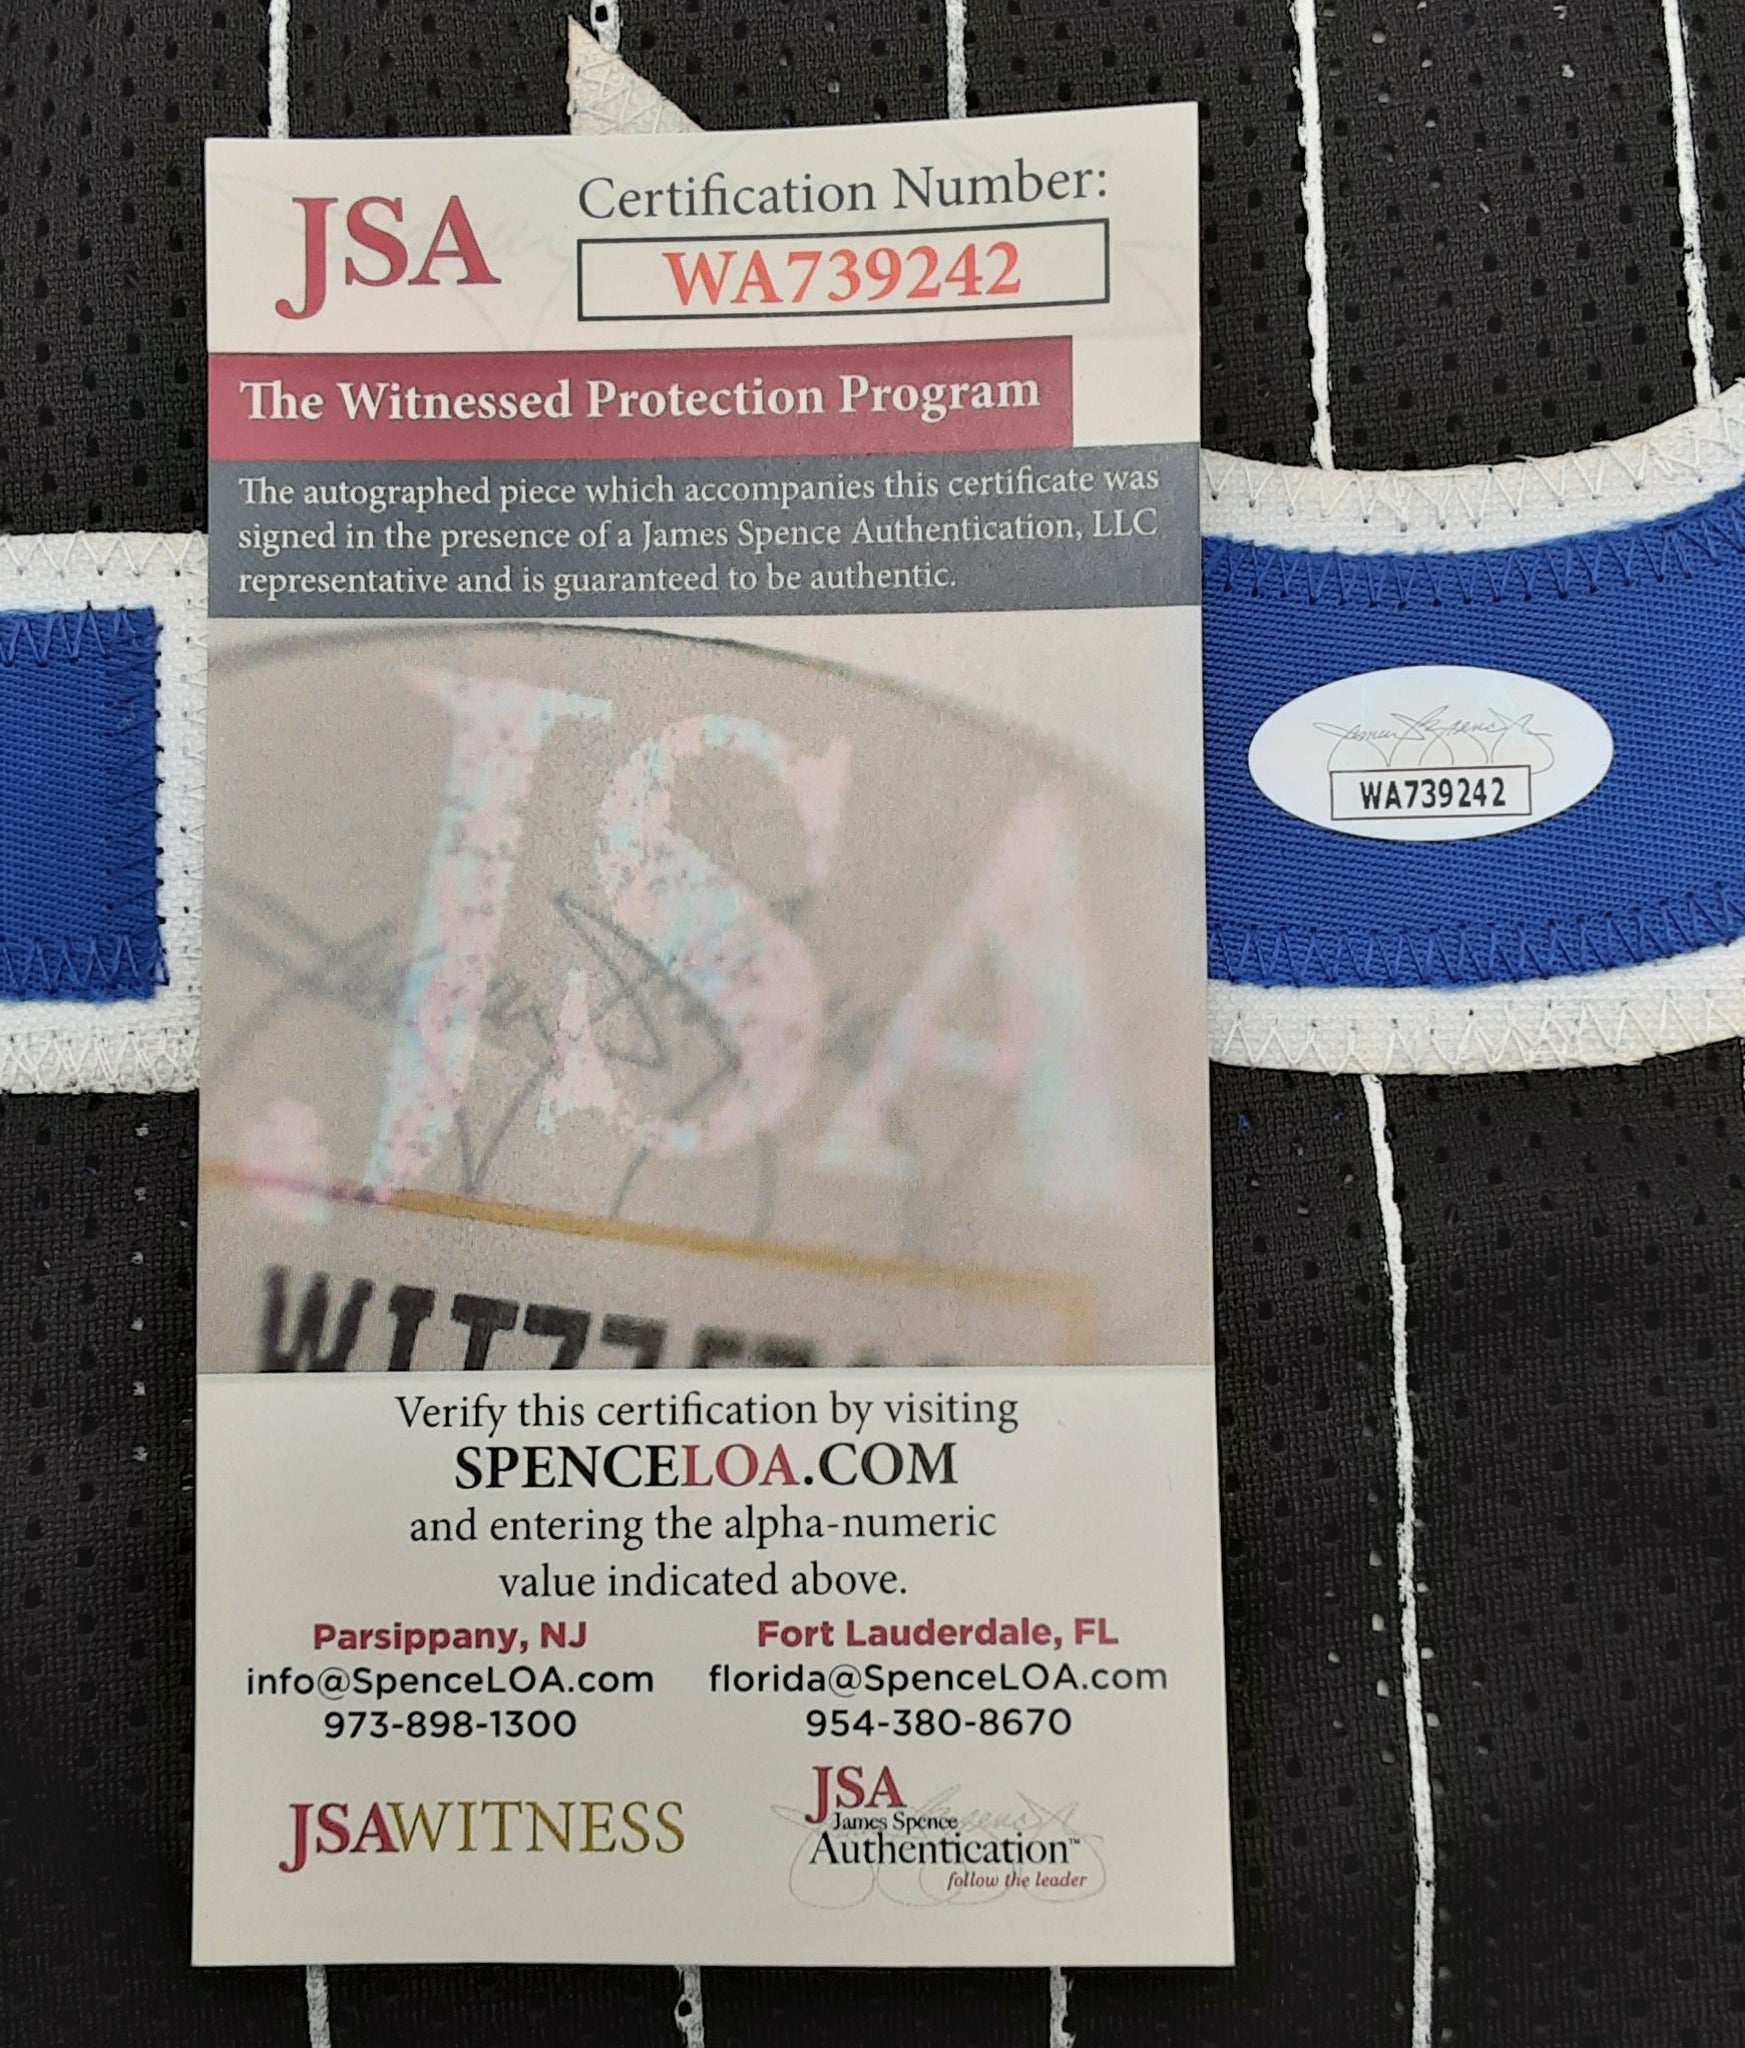 JSA
Certification Number:
WA739242
The Witnessed Protection Program
The autographed piece which accompanies this certificate was
signed in the presence of a James Spence Authentication, LLC
representative and is guaranteed to be authentic.
James Spence
WA739242
JSA
Verify this certification by visiting
SPENCELOA.COM
and entering the alpha-numeric
value indicated above.
Parsippany, NJ
info@SpenceLOA.com
973-898-1300
Fort Lauderdale, FL
florida@SpenceLOA.com
954-380-8670
JSAWITNESS
JSA
James Spence
Authentication™
follow the leader